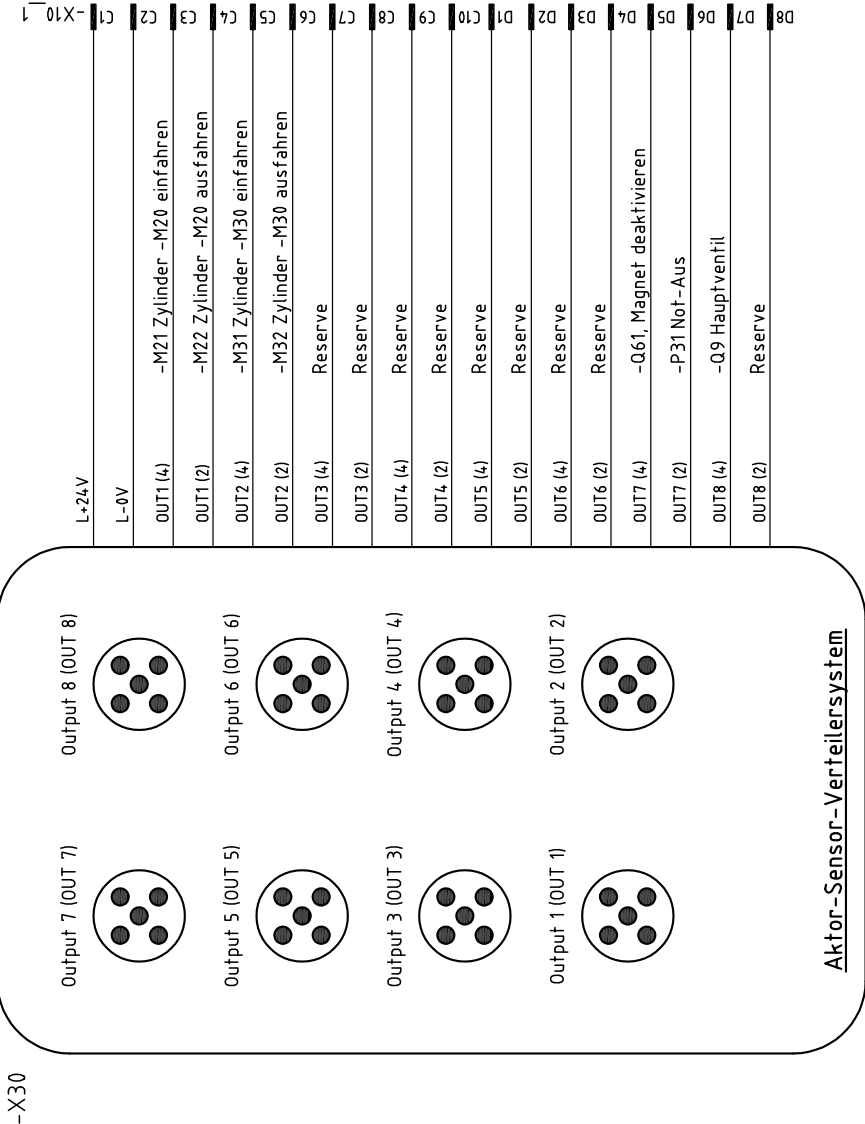 -X10_1
C1
C2
C3
C4
C5
C6
C7
C8
C9
C10
D1
D2
D3
D4
D5
D6
D7
D8
L+24V
L-0V
OUT1 (4) -M21 Zylinder -M20 einfahren
OUT1 (2) -M22 Zylinder -M20 ausfahren
OUT2 (4) -M31 Zylinder -M30 einfahren
OUT2 (2) -M32 Zylinder -M30 ausfahren
OUT3 (4) Reserve
OUT3 (2) Reserve
OUT4 (4) Reserve
OUT4 (2) Reserve
OUT5 (4) Reserve
OUT5 (2) Reserve
OUT6 (4) Reserve
OUT6 (2) Reserve
OUT7 (4) -Q61, Magnet deaktivieren
OUT7 (2) -P31 Not-Aus
OUT8 (4) -Q9 Hauptventil
OUT8 (2) Reserve
Output 7 (OUT 7)
Output 8 (OUT 8)
Output 5 (OUT 5)
Output 6 (OUT 6)
Output 3 (OUT 3)
Output 4 (OUT 4)
Output 1 (OUT 1)
Output 2 (OUT 2)
Aktor-Sensor-Verteilersystem
-X30